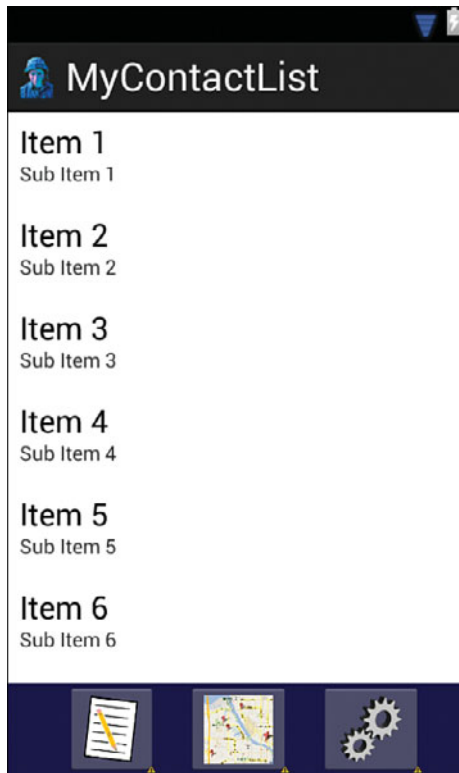 MyContactList
Item 1
Sub Item 1
Item 2
Sub Item 2
Item 3
Sub Item 3
Item 4
Sub Item 4
Item 5
Sub Item 5
Item 6
Sub Item 6